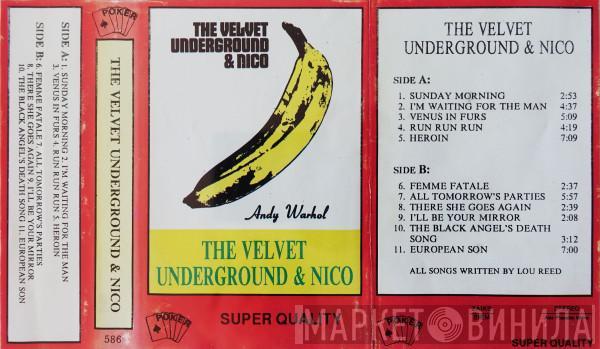 SIDE A: 1. SUNDAY MORNING 2. I'M WAITING FOR THE MAN
3. VENUS IN FURS 4. RUN RUN RUN 5. HEROIN
SIDE B: 6. FEMME FATALE 7. ALL TOMORROW'S PARTIES
8. THERE SHE GOES AGAIN 9. I'LL BE YOUR MIRROR
10. THE BLACK ANGEL'S DEATH SONG 11. EUROPEAN SON
POKER
THE VELVET UNDERGROUND & NICO
586
POKER
THE VELVET
UNDERGROUND
& NICO
Andy Warhol
THE VELVET
UNDERGROUND & NICO
POKER
SUPER QUALITY
THE VELVET
UNDERGROUND & NICO
SIDE A:
1. SUNDAY MORNING 2:53
2. I'M WAITING FOR THE MAN 4:37
3. VENUS IN FURS 5:09
4. RUN RUN RUN 4:19
5. HEROIN 7:09
SIDE B:
6. FEMME FATALE 2:37
7. ALL TOMORROW'S PARTIES 5:57
8. THERE SHE GOES AGAIN 2:39
9. I'LL BE YOUR MIRROR 2:08
10. THE BLACK ANGEL'S DEATH
SONG 3:12
11. EUROPEAN SON 7:00
ALL SONGS WRITTEN BY LOU REED
POKER
STEREO
SUPER QUALITY
МАРКЕТ ВИНИЛА